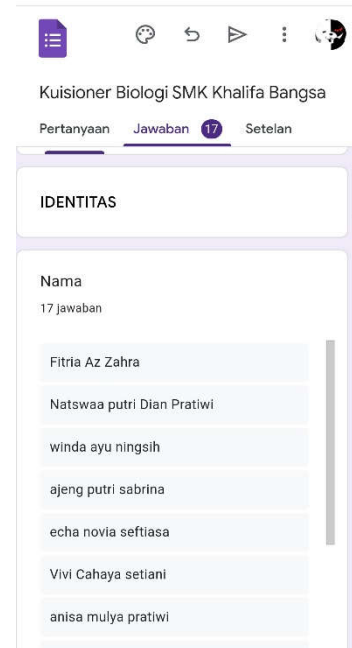 Kuisioner Biologi SMK Khalifa Bangsa
Pertanyaan Jawaban 17 Setelan
IDENTITAS
Nama
17 jawaban
Fitria Az Zahra
Natswaa putri Dian Pratiwi
winda ayu ningsih
ajeng putri sabrina
echa novia seftiasa
Vivi Cahaya setiani
anisa mulya pratiwi